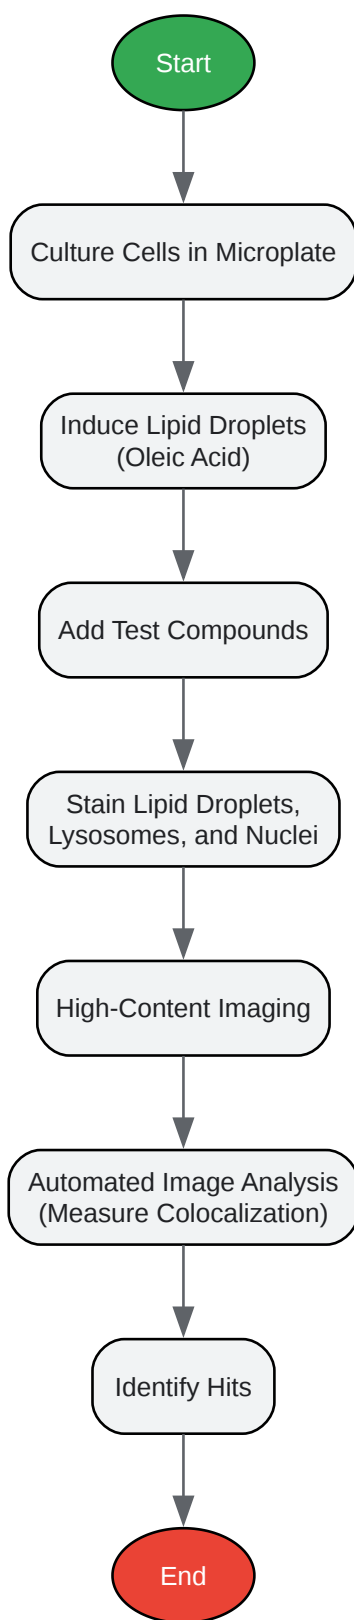 Start
Culture Cells in Microplate
Induce Lipid Droplets
(Oleic Acid)
Add Test Compounds
Stain Lipid Droplets,
Lysosomes, and Nuclei
High-Content Imaging
Automated Image Analysis
(Measure Colocalization)
Identify Hits
End